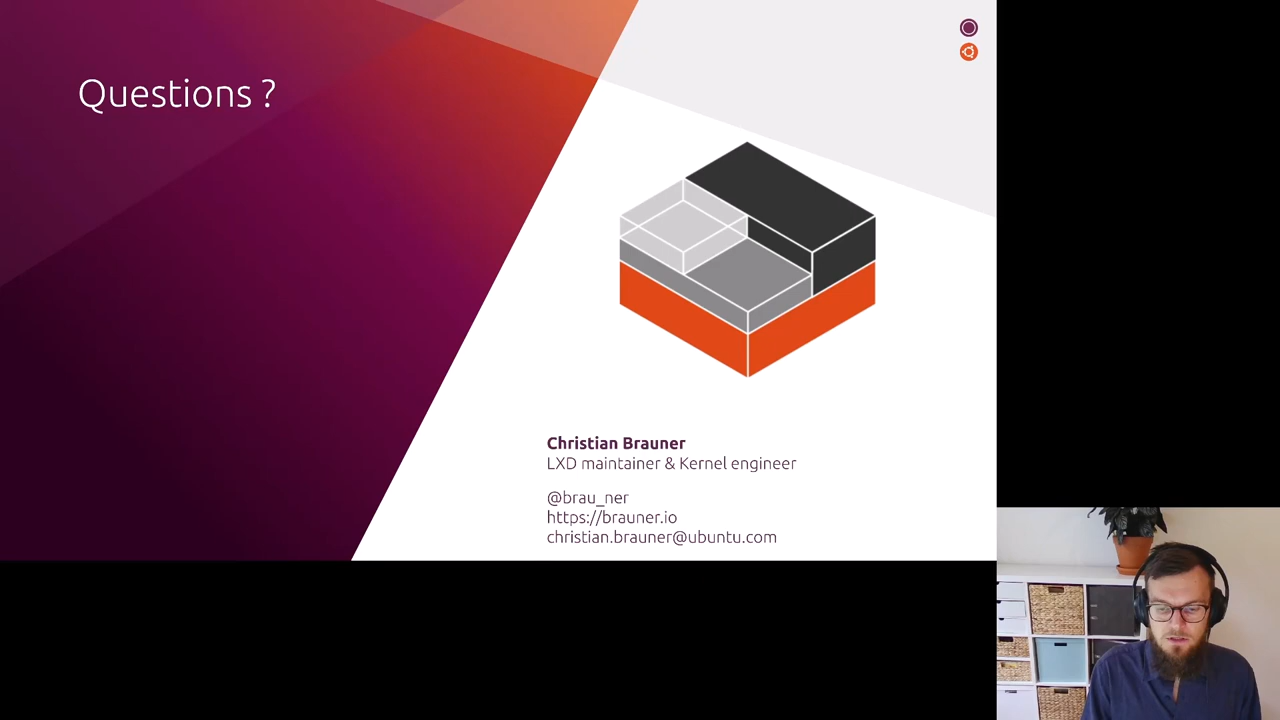 Questions ?
Christian Brauner
LXD maintainer & Kernel engineer
@brau_ner
https://brauner.io
christian.brauner@ubuntu.com